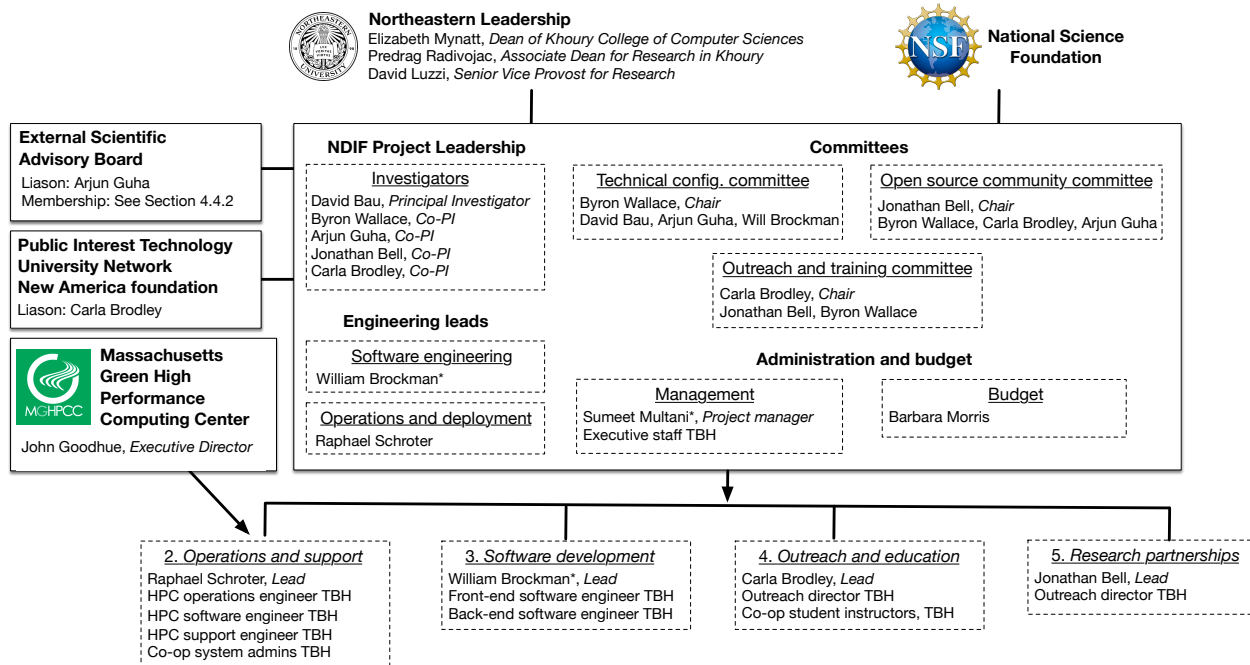 Northeastern Leadership
Elizabeth Mynatt, Dean of Khoury College of Computer Sciences
Predrag Radivojac, Associate Dean for Research in Khoury
David Luzzi, Senior Vice Provost for Research
NORTHEASTERN
UNIVERSITY
NSF
National Science
Foundation
External Scientific
Advisory Board
Liason: Arjun Guha
Membership: See Section 4.4.2
Public Interest Technology
University Network
New America foundation
Liason: Carla Brodley
MGHPCC
Massachusetts
Green High
Performance
Computing Center
John Goodhue, Executive Director
NDIF Project Leadership
Investigators
David Bau, Principal Investigator
Byron Wallace, Co-PI
Arjun Guha, Co-PI
Jonathan Bell, Co-PI
Carla Brodley, Co-PI
Engineering leads
Software engineering
William Brockman*
Operations and deployment
Raphael Schroter
Committees
Technical config. committee
Byron Wallace, Chair
David Bau, Arjun Guha, Will Brockman
Open source community committee
Jonathan Bell, Chair
Byron Wallace, Carla Brodley, Arjun Guha
Outreach and training committee
Carla Brodley, Chair
Jonathan Bell, Byron Wallace
Administration and budget
Management
Sumeet Multani*, Project manager
Executive staff TBH
Budget
Barbara Morris
2. Operations and support
Raphael Schroter, Lead
HPC operations engineer TBH
HPC software engineer TBH
HPC support engineer TBH
Co-op system admins TBH
3. Software development
William Brockman*, Lead
Front-end software engineer TBH
Back-end software engineer TBH
4. Outreach and education
Carla Brodley, Lead
Outreach director TBH
Co-op student instructors, TBH
5. Research partnerships
Jonathan Bell, Lead
Outreach director TBH